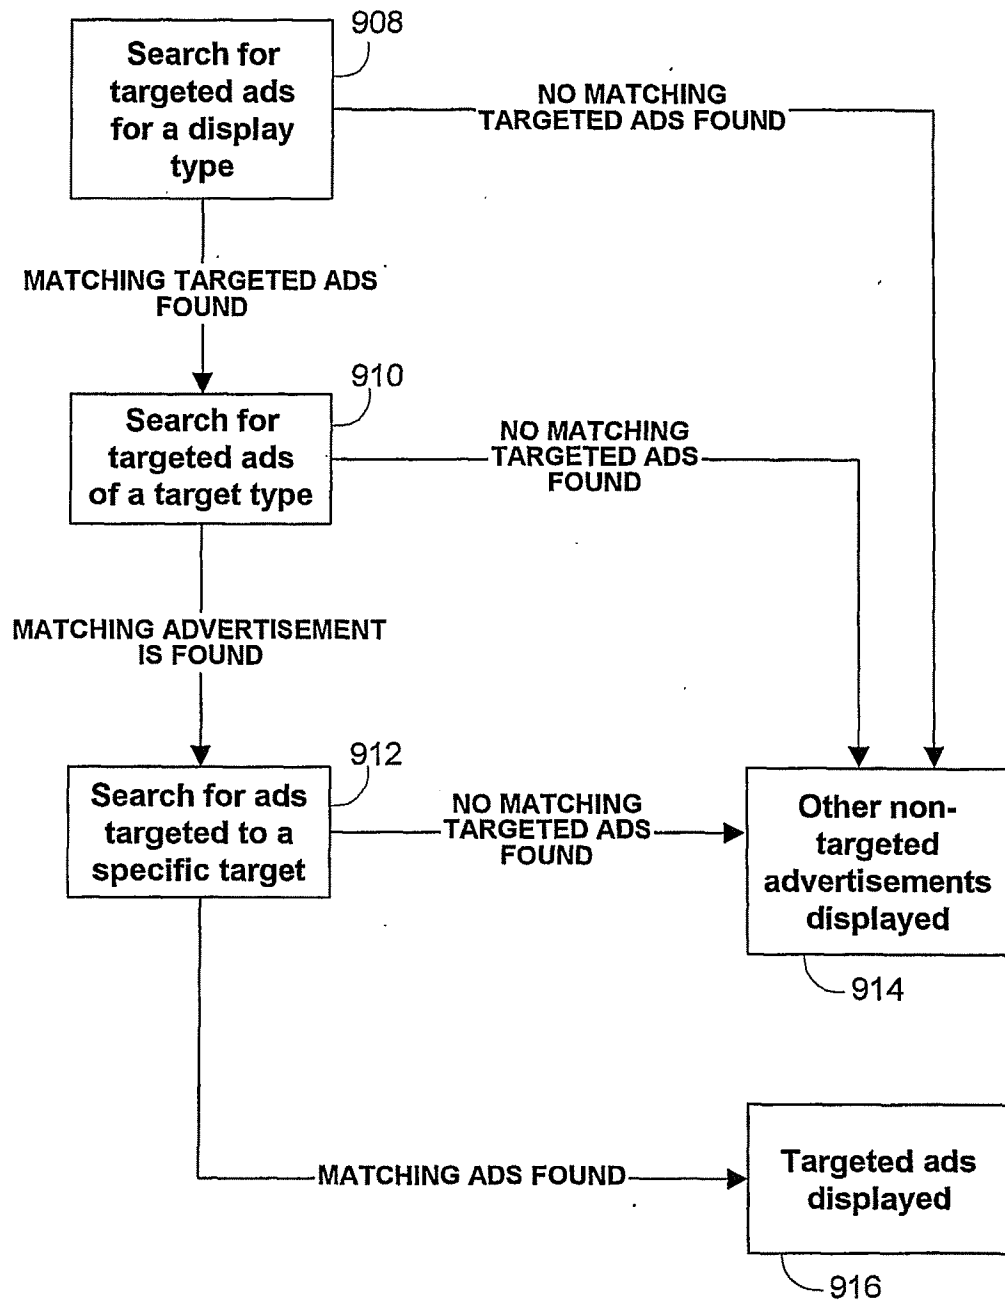 908
Search for
targeted ads
for a display
type
NO MATCHING
TARGETED ADS FOUND
MATCHING TARGETED ADS
FOUND
910
Search for
targeted ads
of a target type
NO MATCHING
TARGETED ADS
FOUND
MATCHING ADVERTISEMENT
IS FOUND
912
Search for ads
targeted to a
specific target
NO MATCHING
TARGETED ADS
FOUND
Other non-
targeted
advertisements
displayed
914
MATCHING ADS FOUND
Targeted ads
displayed
916